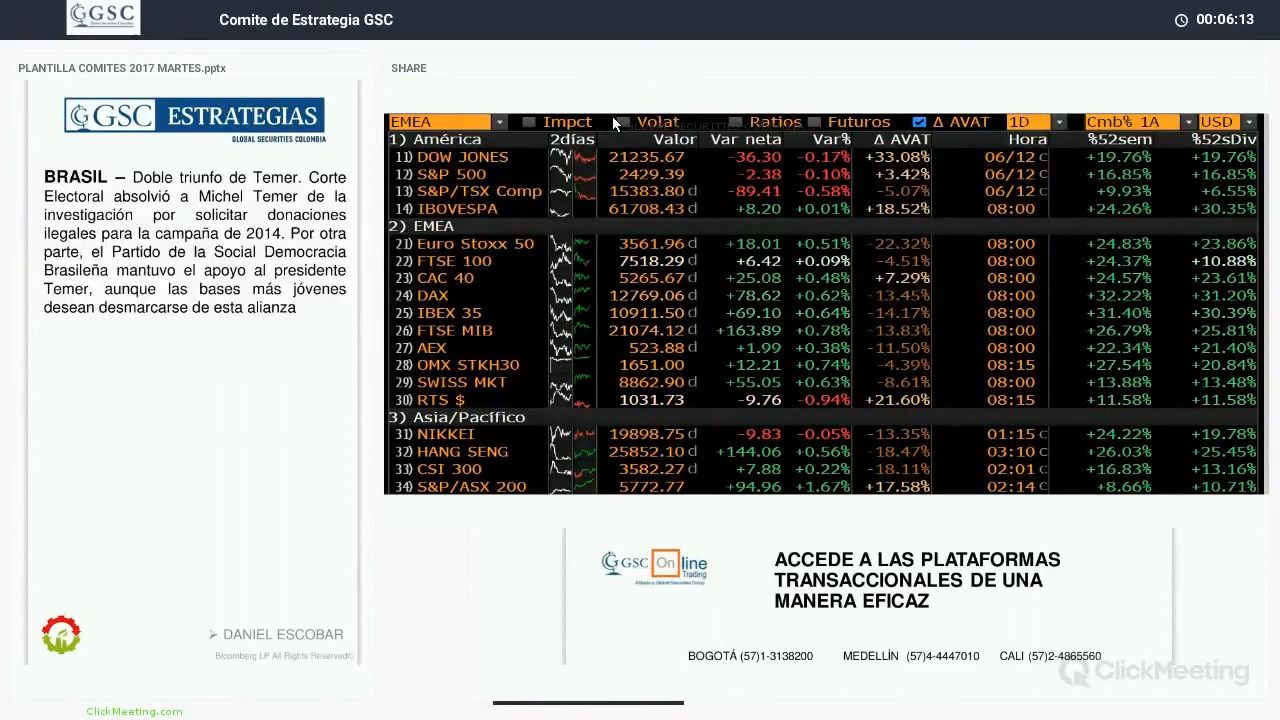 GSC
Comite de Estrategia GSC
00:06:13
PLANTILLA COMITES 2017 MARTES.pptx
SHARE
GSC ESTRATEGIAS
GLOBAL SECURITIES COLOMBIA
BRASIL – Doble triunfo de Temer. Corte
Electoral absolvió a Michel Temer de la
investigación por solicitar donaciones
ilegales para la campaña de 2014. Por otra
parte, el Partido de la Social Democracia
Brasileña mantuvo el apoyo al presidente
Temer, aunque las bases más jóvenes
desean desmarcarse de esta alianza
➢ DANIEL ESCOBAR
Bloomberg LP All Rights Reserved©
EMEA Impct Volat Ratios Futuros Δ AVAT 1D Cmb% 1A USD
1) América 2días Valor Var neta Var% Δ AVAT Hora %52sem %52sDiv
11) DOW JONES 21235.67 -36.30 -0.17% +33.08% 06/12 c +19.76% +19.76%
12) S&P 500 2429.39 -2.38 -0.10% +3.42% 06/12 c +16.85% +16.85%
13) S&P/TSX Comp 15383.80 d -89.41 -0.58% -5.07% 06/12 c +9.93% +6.55%
14) IBOVESPA 61708.43 d +8.20 +0.01% +18.52% 08:00 +24.26% +30.35%
2) EMEA
21) Euro Stoxx 50 3561.96 d +18.01 +0.51% -22.32% 08:00 +24.83% +23.86%
22) FTSE 100 7518.29 d +6.42 +0.09% -4.51% 08:00 +24.37% +10.88%
23) CAC 40 5265.67 d +25.08 +0.48% +7.29% 08:00 +24.57% +23.61%
24) DAX 12769.06 d +78.62 +0.62% -13.45% 08:00 +32.22% +31.20%
25) IBEX 35 10911.50 d +69.10 +0.64% -14.17% 08:00 +31.40% +30.39%
26) FTSE MIB 21074.12 d +163.89 +0.78% -13.83% 08:00 +26.79% +25.81%
27) AEX 523.88 d +1.99 +0.38% -11.50% 08:00 +22.34% +21.40%
28) OMX STKH30 1651.00 +12.21 +0.74% -4.39% 08:15 +27.54% +20.84%
29) SWISS MKT 8862.90 d +55.05 +0.63% -8.61% 08:00 +13.88% +13.48%
30) RTS $ 1031.73 -9.76 -0.94% +21.60% 08:15 +11.58% +11.58%
3) Asia/Pacífico
31) NIKKEI 19898.75 d -9.83 -0.05% -13.35% 01:15 c +24.22% +19.78%
32) HANG SENG 25852.10 d +144.06 +0.56% -18.47% 03:10 c +26.03% +25.45%
33) CSI 300 3582.27 d +7.88 +0.22% -18.11% 02:01 c +16.83% +13.16%
34) S&P/ASX 200 5772.77 +94.96 +1.67% +17.58% 02:14 c +8.66% +10.71%
GSC Online
Trading
ACCEDE A LAS PLATAFORMAS
TRANSACCIONALES DE UNA
MANERA EFICAZ
BOGOTÁ (57)1-3138200 MEDELLÍN (57)4-4447010 CALI (57)2-4865560
ClickMeeting
ClickMeeting.com